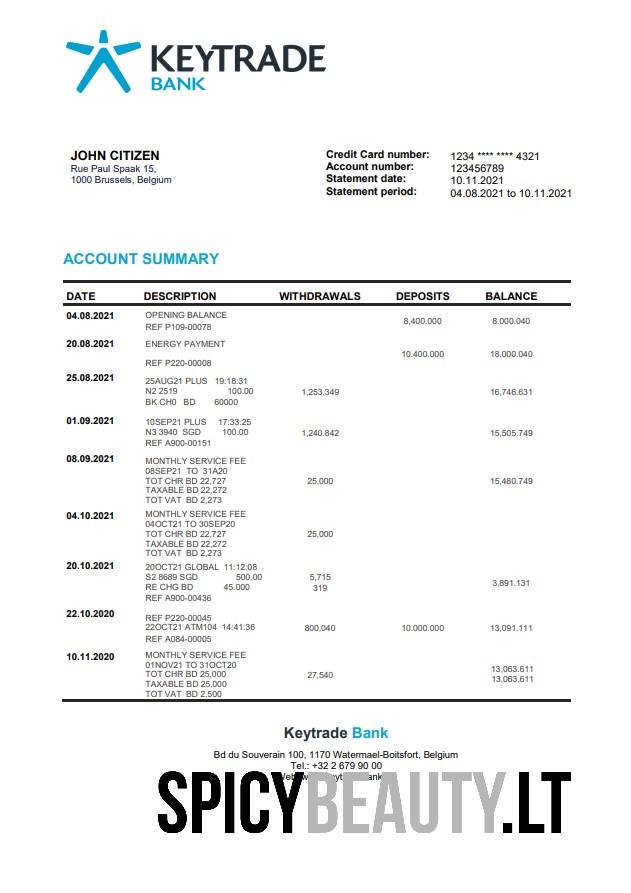 KEYTRADE
BANK
JOHN CITIZEN
Rue Paul Spaak 15,
1000 Brussels, Belgium
Credit Card number: 1234 **** **** 4321
Account number: 123456789
Statement date: 10.11.2021
Statement period: 04.08.2021 to 10.11.2021
ACCOUNT SUMMARY
DATE DESCRIPTION WITHDRAWALS DEPOSITS BALANCE
04.08.2021 OPENING BALANCE
8,400.000 8.000.040
REF P109-00078
20.08.2021 ENERGY PAYMENT
10.400.000 18.000.040
REF P220-00008
25.08.2021
25AUG21 PLUS 19:18:31
N2 2519 100.00 1,253.349 16,746.631
BK CH0 BD 60000
01.09.2021 10SEP21 PLUS 17:33:25
N3 3940 SGD 100.00 1,240.842 15,505.749
REF A900-00151
08.09.2021 MONTHLY SERVICE FEE
08SEP21 TO 31A20
TOT CHR BD 22,727 25,000 15,480.749
TAXABLE BD 22,272
TOT VAT BD 2,273
04.10.2021 MONTHLY SERVICE FEE
04OCT21 TO 30SEP20
TOT CHR BD 22,727 25,000
TAXABLE BD 22,272
TOT VAT BD 2,273
20.10.2021 20OCT21 GLOBAL 11:12:08
S2 8689 SGD 500.00 5,715
3,891.131
RE CHG BD 45.000 319
REF A900-00436
22.10.2020 REF P220-00045
22OCT21 ATM104 14:41:36 800,040 10.000.000 13,091.111
REF A084-00005
10.11.2020 MONTHLY SERVICE FEE
01NOV21 TO 31OCT20
13,063.611
TOT CHR BD 25,000 27,540
13,063.611
TAXABLE BD 25,000
TOT VAT BD 2,500
Keytrade Bank
Bd du Souverain 100, 1170 Watermael-Boitsfort, Belgium
Tel.: +32 2 679 90 00
SPICYBEAUTY.LT